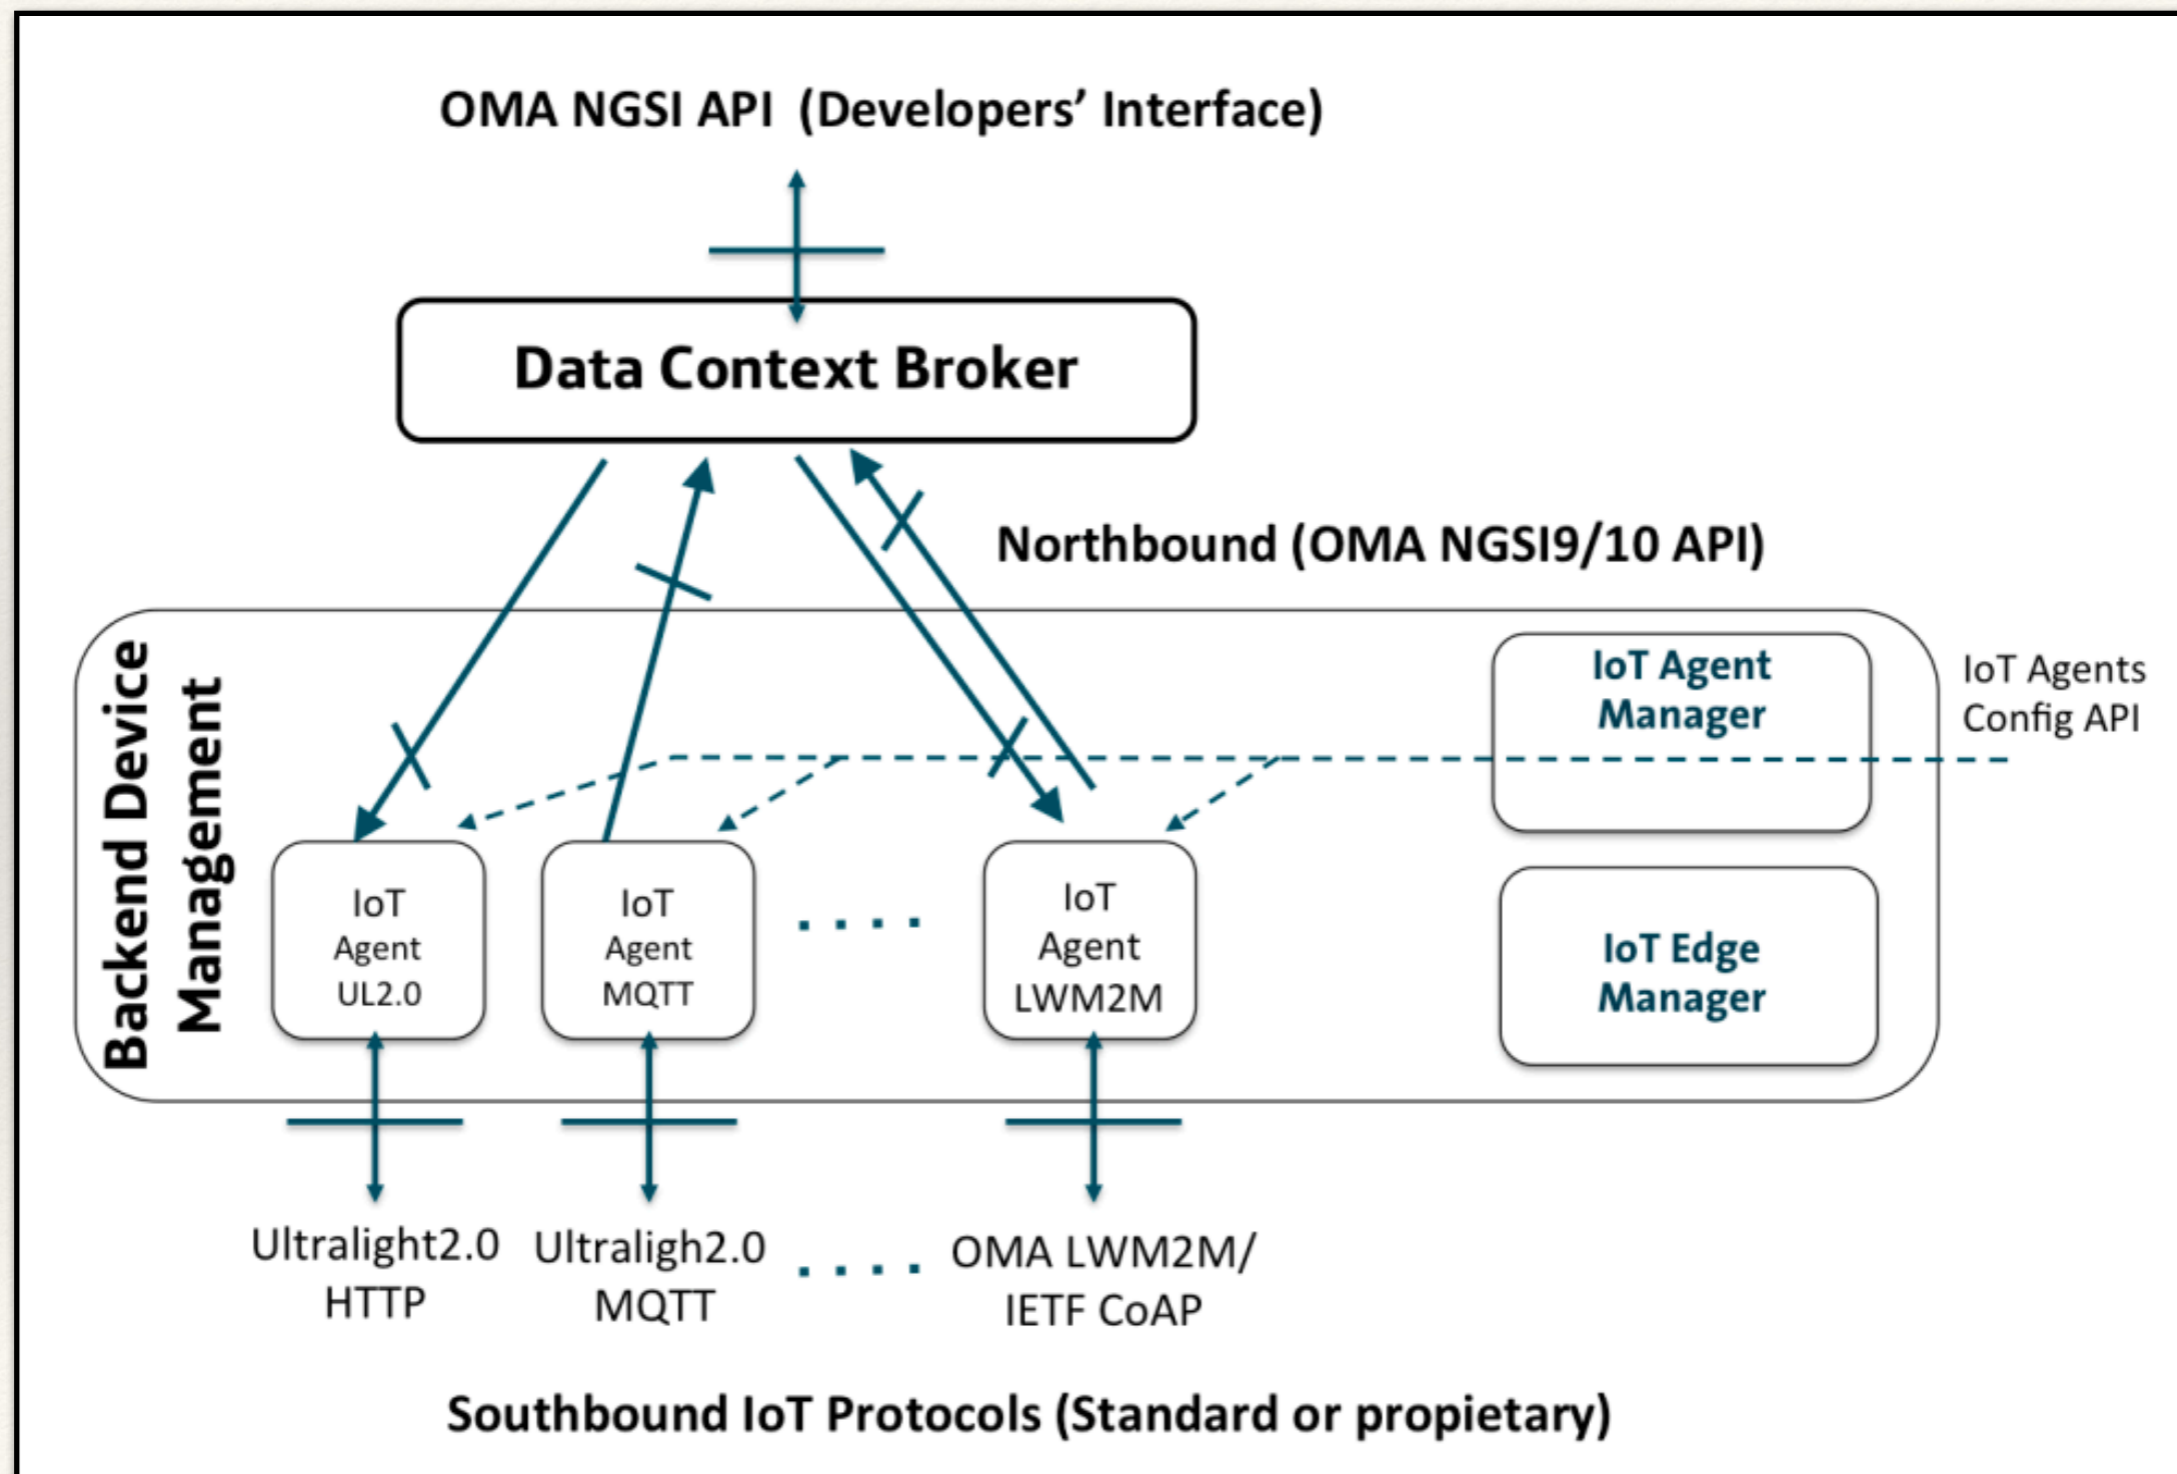 OMA NGSI API (Developers’ Interface)
Data Context Broker
Northbound (OMA NGSI9/10 API)
Backend Device
Management
IoT Agent
Manager
IoT Agents
Config API
IoT
Agent
UL2.0
IoT
Agent
MQTT
. . . .
IoT
Agent
LWM2M
IoT Edge
Manager
Ultralight2.0
HTTP
Ultraligh2.0
MQTT
. . . .
OMA LWM2M/
IETF CoAP
Southbound IoT Protocols (Standard or propietary)